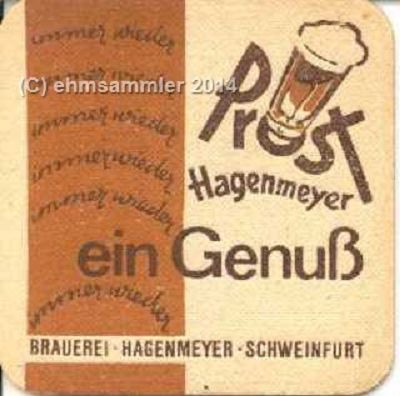 immer wieder
immer wieder
(C) ehmsammler 2014
immer wieder
immer wieder
immer wieder
Prost
Hagenmeyer
ein Genuß
immer wieder
BRAUEREI · HAGENMEYER · SCHWEINFURT